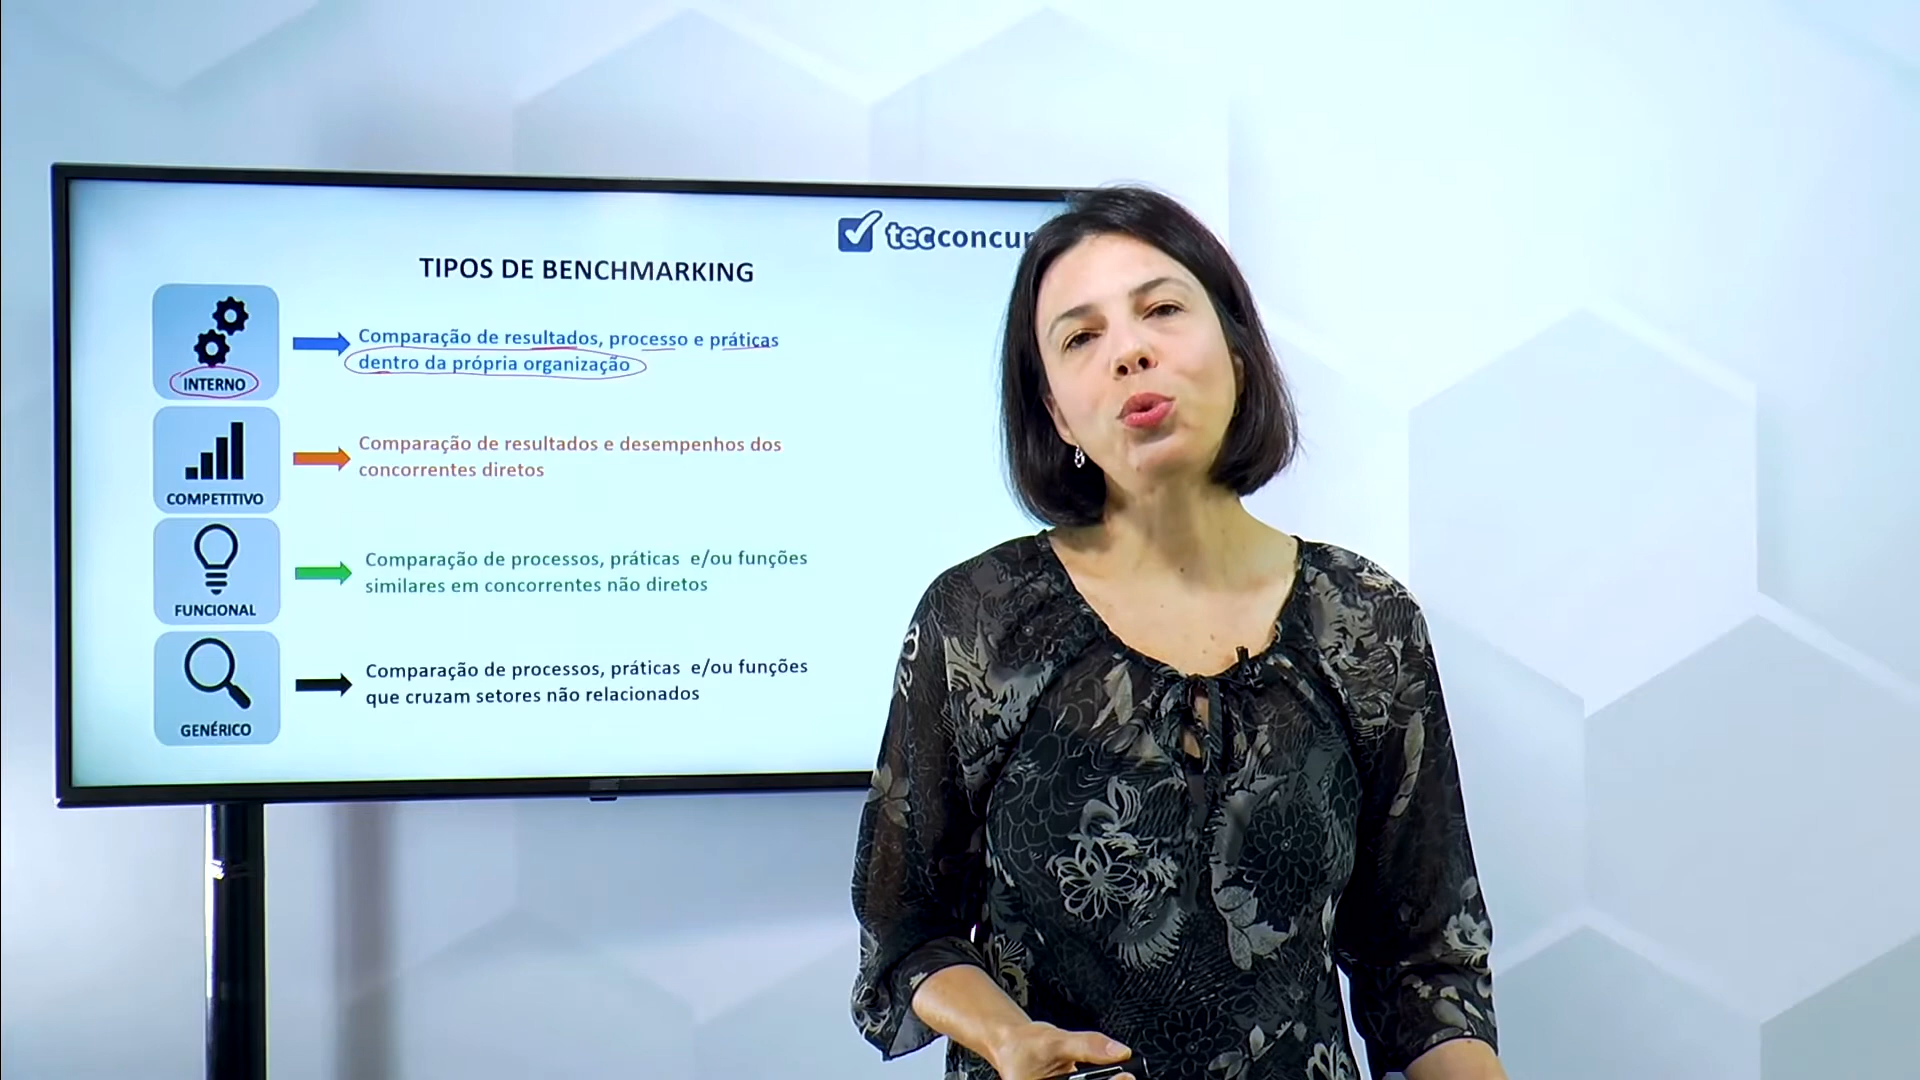 tecconcur
TIPOS DE BENCHMARKING
INTERNO
Comparação de resultados, processo e práticas
dentro da própria organização
COMPETITIVO
Comparação de resultados e desempenhos dos
concorrentes diretos
FUNCIONAL
Comparação de processos, práticas e/ou funções
similares em concorrentes não diretos
GENÉRICO
Comparação de processos, práticas e/ou funções
que cruzam setores não relacionados